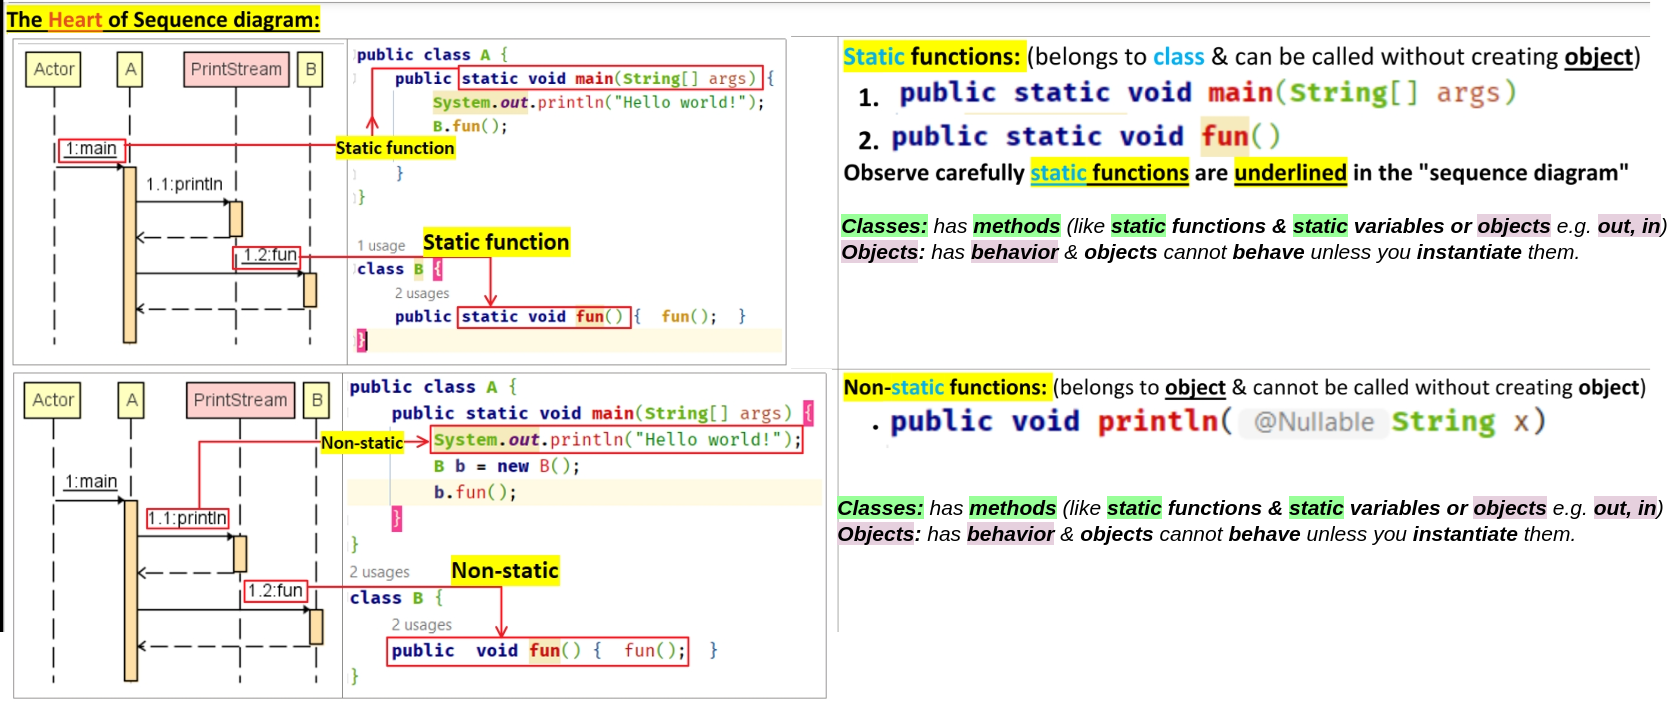 The Heart of Sequence diagram:
Actor
A
PrintStream
B
1:main
1.1:println
1.2:fun
public class A {
public static void main(String[] args) {
System.out.println("Hello world!");
B.fun();
Static function
}
}
1 usage
Static function
class B {
2 usages
public static void fun() { fun(); }
}
Static functions: (belongs to class & can be called without creating object)
1. public static void main(String[] args)
2. public static void fun()
Observe carefully static functions are underlined in the "sequence diagram"
Classes: has methods (like static functions & static variables or objects e.g. out, in)
Objects: has behavior & objects cannot behave unless you instantiate them.
Actor
A
PrintStream
B
1:main
1.1:println
1.2:fun
public class A {
public static void main(String[] args) {
Non-static
System.out.println("Hello world!");
B b = new B();
b.fun();
}
}
2 usages
Non-static
class B {
2 usages
public void fun() { fun(); }
}
Non-static functions: (belongs to object & cannot be called without creating object)
. public void println( @Nullable String x)
Classes: has methods (like static functions & static variables or objects e.g. out, in)
Objects: has behavior & objects cannot behave unless you instantiate them.